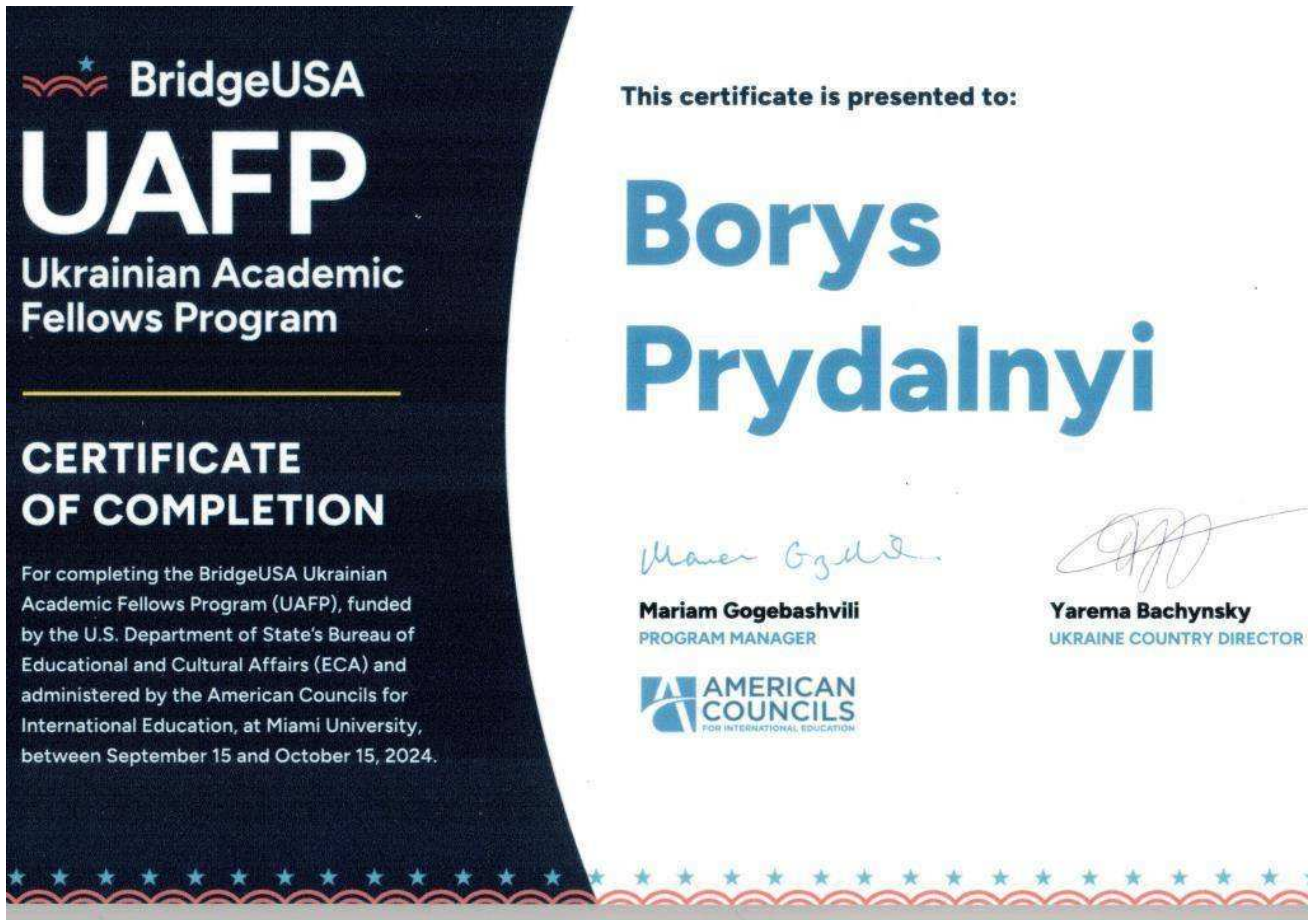 BridgeUSA
UAFP
Ukrainian Academic
Fellows Program
CERTIFICATE
OF COMPLETION
For completing the BridgeUSA Ukrainian
Academic Fellows Program (UAFP), funded
by the U.S. Department of State's Bureau of
Educational and Cultural Affairs (ECA) and
administered by the American Councils for
International Education, at Miami University,
between September 15 and October 15, 2024.
This certificate is presented to:
Borys
Prydalnyi
Mariam Gogebashvili
PROGRAM MANAGER
AMERICAN
COUNCILS
FOR INTERNATIONAL EDUCATION
Yarema Bachynsky
UKRAINE COUNTRY DIRECTOR